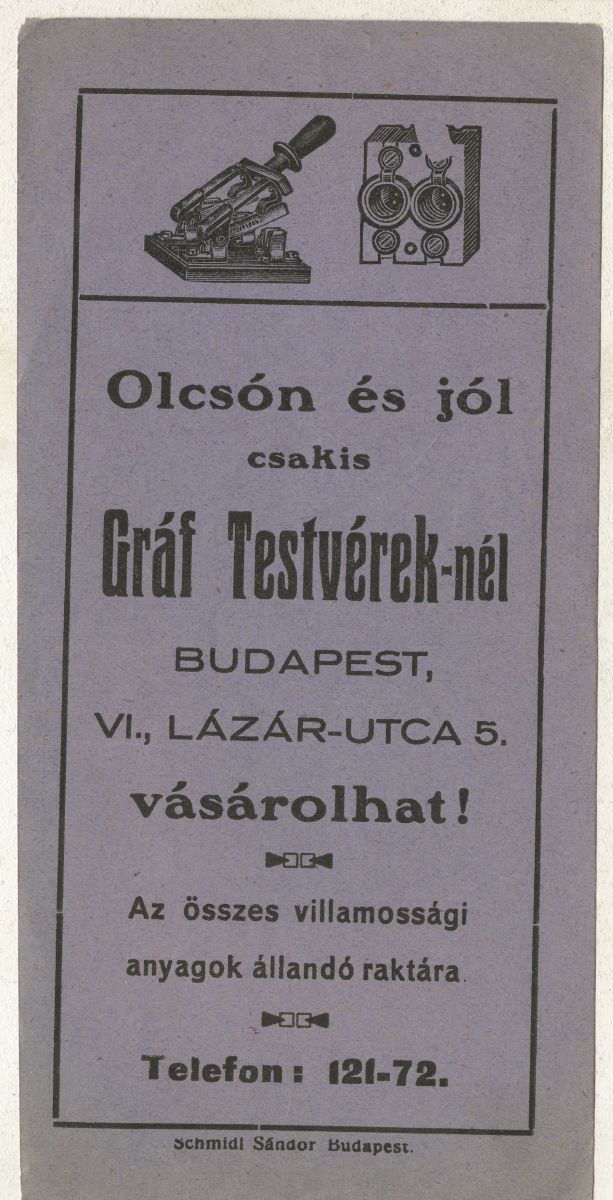 Olcsón és jól
csakis
Gráf Testvérek-nél
BUDAPEST,
VI., LÁZÁR-UTCA 5.
vásárolhat!
Az összes villamossági
anyagok állandó raktára.
Telefon: 121-72.
Schmidl Sándor Budapest.